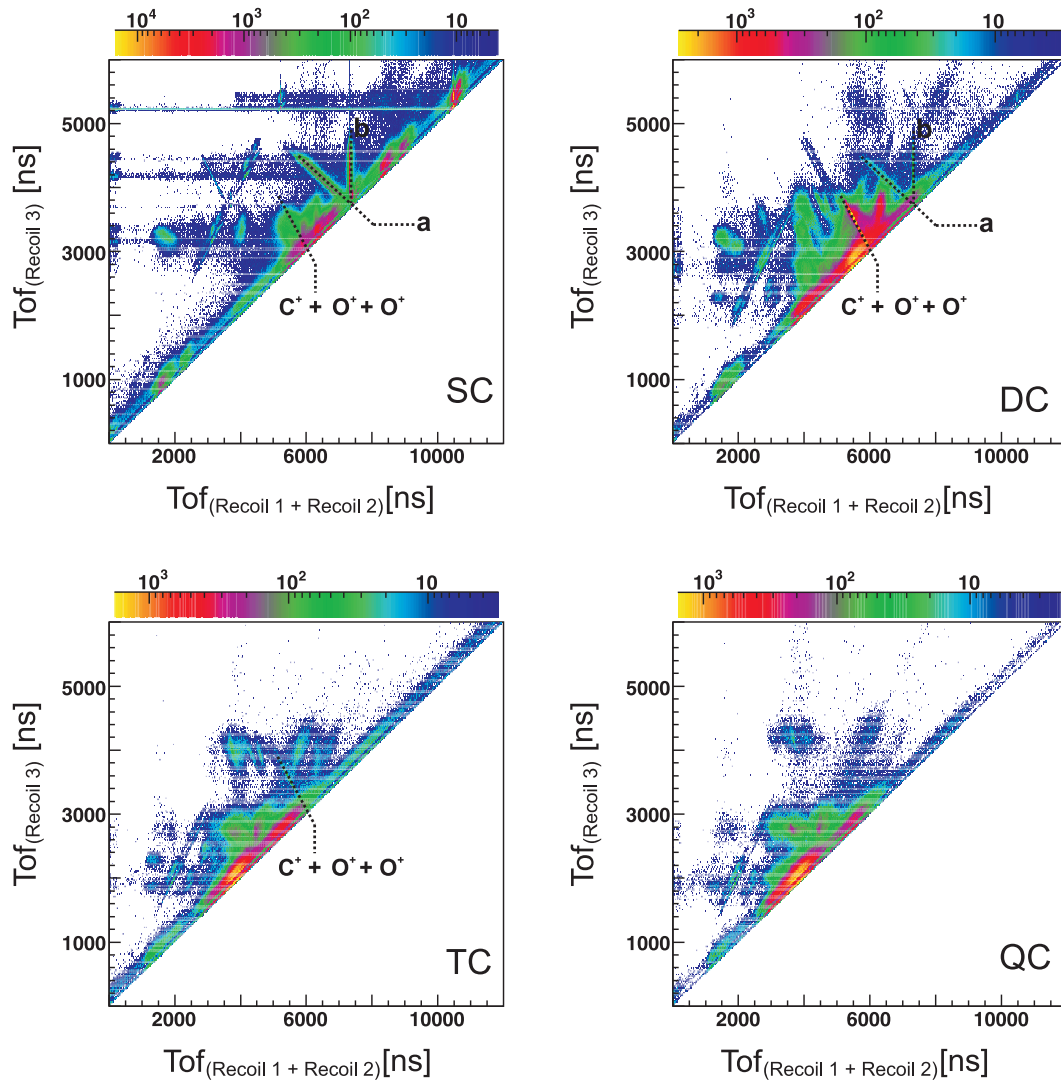 10⁴ 10³ 10² 10
10³ 10² 10
5000
3000
1000
b
a
C⁺ + O⁺ + O⁺
SC
2000 6000 10000
Tof(Recoil 3) [ns]
Tof(Recoil 1 + Recoil 2)[ns]
5000
3000
1000
b
a
C⁺ + O⁺ + O⁺
DC
2000 6000 10000
Tof(Recoil 3) [ns]
Tof(Recoil 1 + Recoil 2)[ns]
10³ 10² 10
10³ 10² 10
5000
3000
1000
C⁺ + O⁺ + O⁺
TC
2000 6000 10000
Tof(Recoil 3) [ns]
Tof(Recoil 1 + Recoil 2)[ns]
5000
3000
1000
QC
2000 6000 10000
Tof(Recoil 3) [ns]
Tof(Recoil 1 + Recoil 2)[ns]